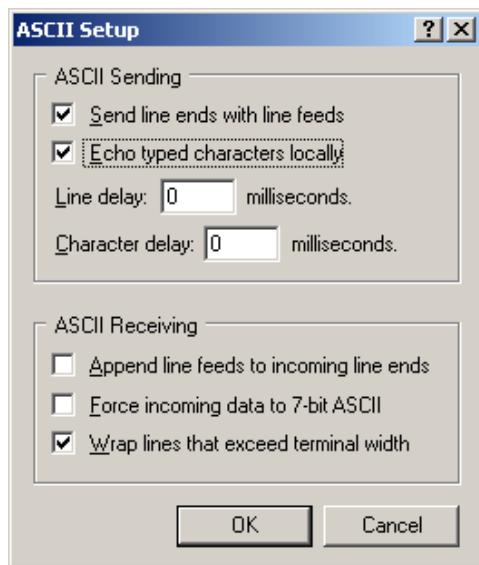 ASCII Setup
ASCII Sending
Send line ends with line feeds
Echo typed characters locally
Line delay: 0 milliseconds.
Character delay: 0 milliseconds.
ASCII Receiving
Append line feeds to incoming line ends
Force incoming data to 7-bit ASCII
Wrap lines that exceed terminal width
OK Cancel